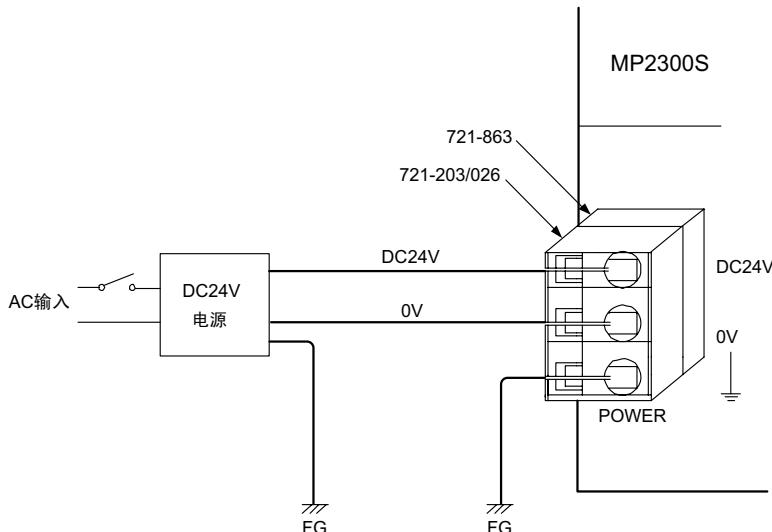 MP2300S
721-863
721-203/026
DC24V
DC24V
AC输入
DC24V
电源
0V
0V
POWER
FG
FG